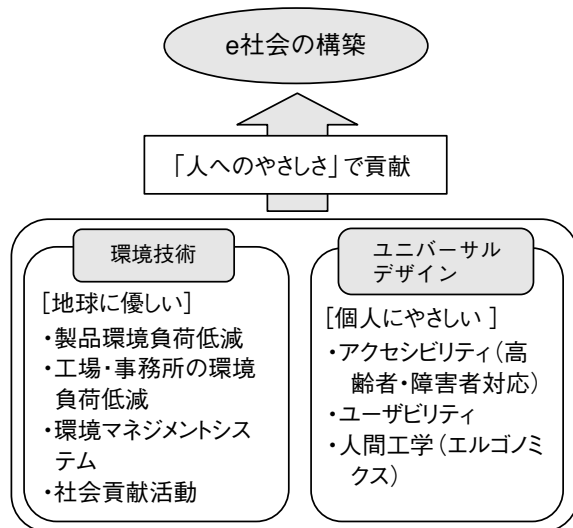 e社会の構築
「人へのやさしさ」で貢献
環境技術
[地球に優しい]
・製品環境負荷低減
・工場・事務所の環境
負荷低減
・環境マネジメントシス
テム
・社会貢献活動
ユニバーサル
デザイン
[個人にやさしい ]
・アクセシビリティ(高
齢者・障害者対応)
・ユーザビリティ
・人間工学(エルゴノミ
クス)